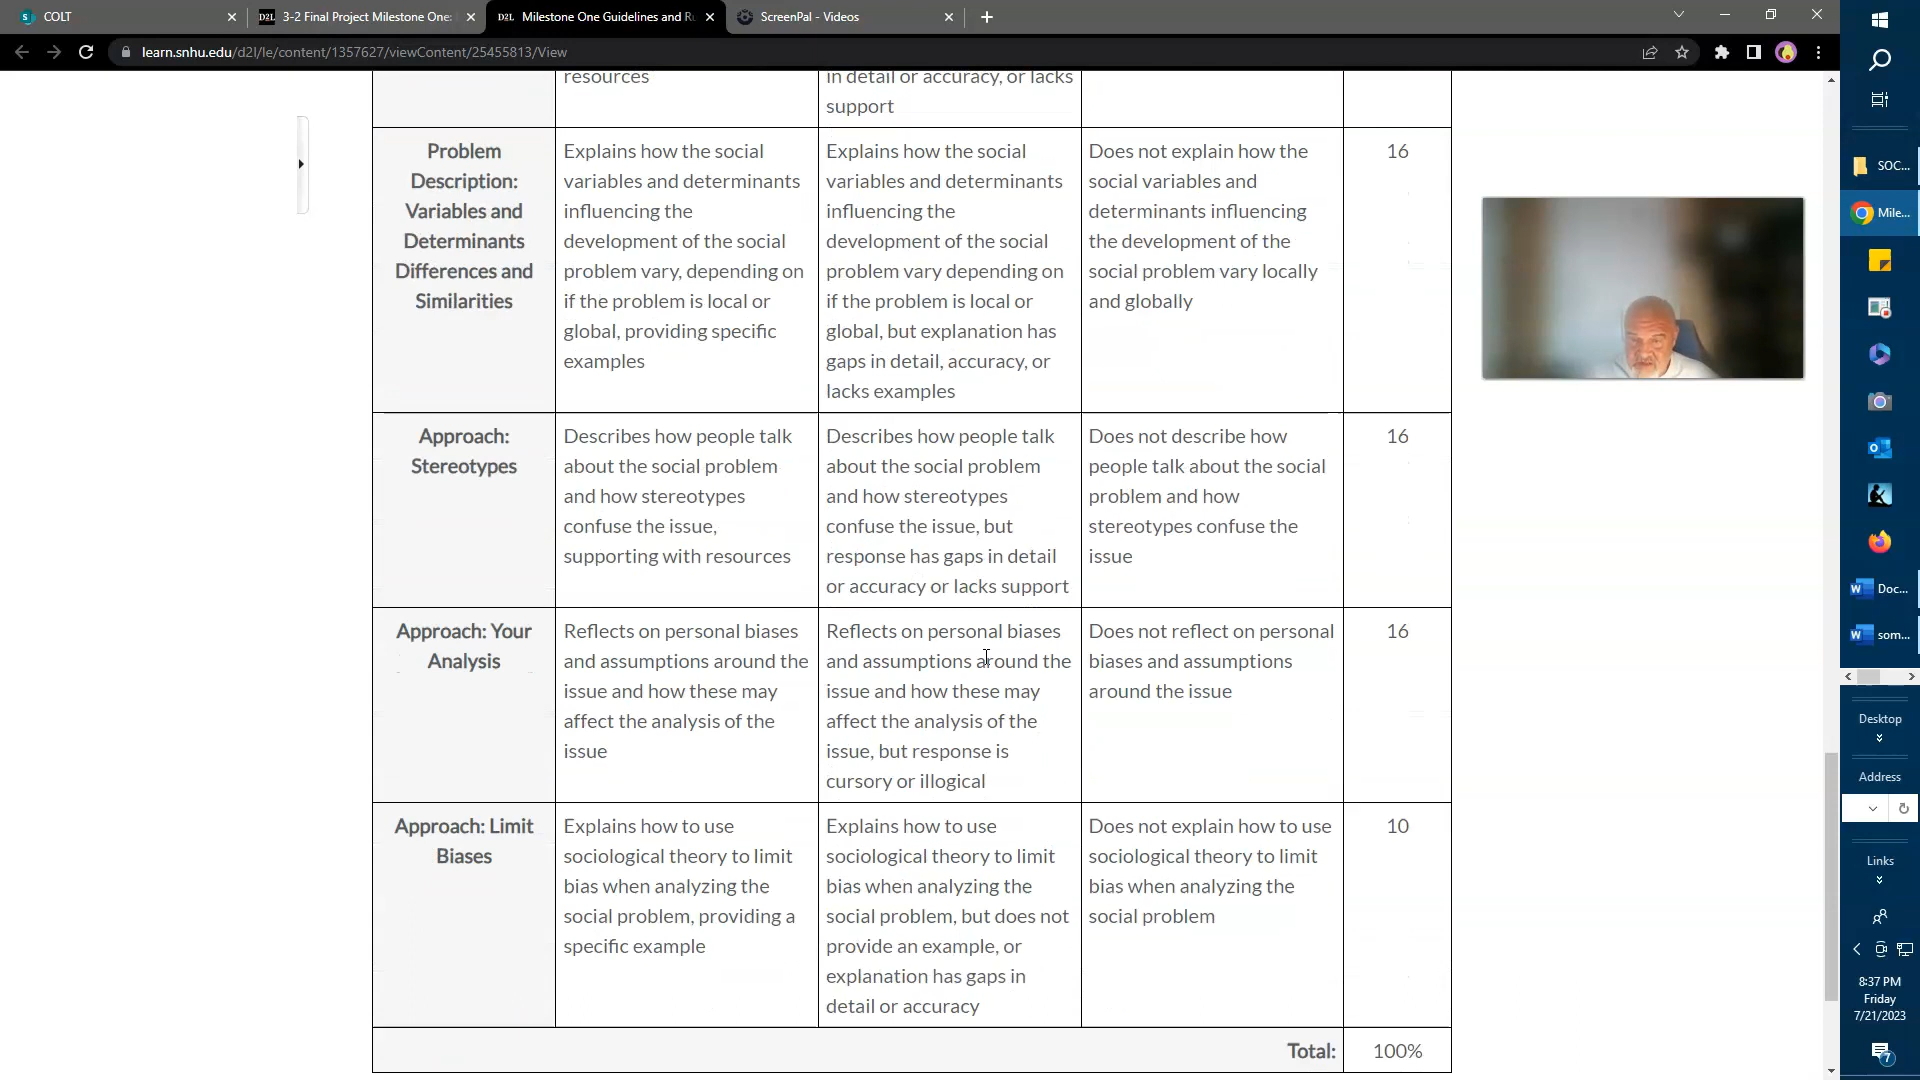 COLT
3-2 Final Project Milestone One:
Milestone One Guidelines and Ru
ScreenPal - Videos
learn.snhu.edu/d2l/le/content/1357627/viewContent/25455813/View
resources
in detail or accuracy, or lacks
support
Problem
Description:
Variables and
Determinants
Differences and
Similarities
Explains how the social
variables and determinants
influencing the
development of the social
problem vary, depending on
if the problem is local or
global, providing specific
examples
Explains how the social
variables and determinants
influencing the
development of the social
problem vary depending on
if the problem is local or
global, but explanation has
gaps in detail, accuracy, or
lacks examples
Does not explain how the
social variables and
determinants influencing
the development of the
social problem vary locally
and globally
16
Approach:
Stereotypes
Describes how people talk
about the social problem
and how stereotypes
confuse the issue,
supporting with resources
Describes how people talk
about the social problem
and how stereotypes
confuse the issue, but
response has gaps in detail
or accuracy or lacks support
Does not describe how
people talk about the social
problem and how
stereotypes confuse the
issue
16
Approach: Your
Analysis
Reflects on personal biases
and assumptions around the
issue and how these may
affect the analysis of the
issue
Reflects on personal biases
and assumptions around the
issue and how these may
affect the analysis of the
issue, but response is
cursory or illogical
Does not reflect on personal
biases and assumptions
around the issue
16
Approach: Limit
Biases
Explains how to use
sociological theory to limit
bias when analyzing the
social problem, providing a
specific example
Explains how to use
sociological theory to limit
bias when analyzing the
social problem, but does not
provide an example, or
explanation has gaps in
detail or accuracy
Does not explain how to use
sociological theory to limit
bias when analyzing the
social problem
10
Total:
100%
SOC...
Mile...
Doc...
som...
Desktop
Address
Links
8:37 PM
Friday
7/21/2023
7